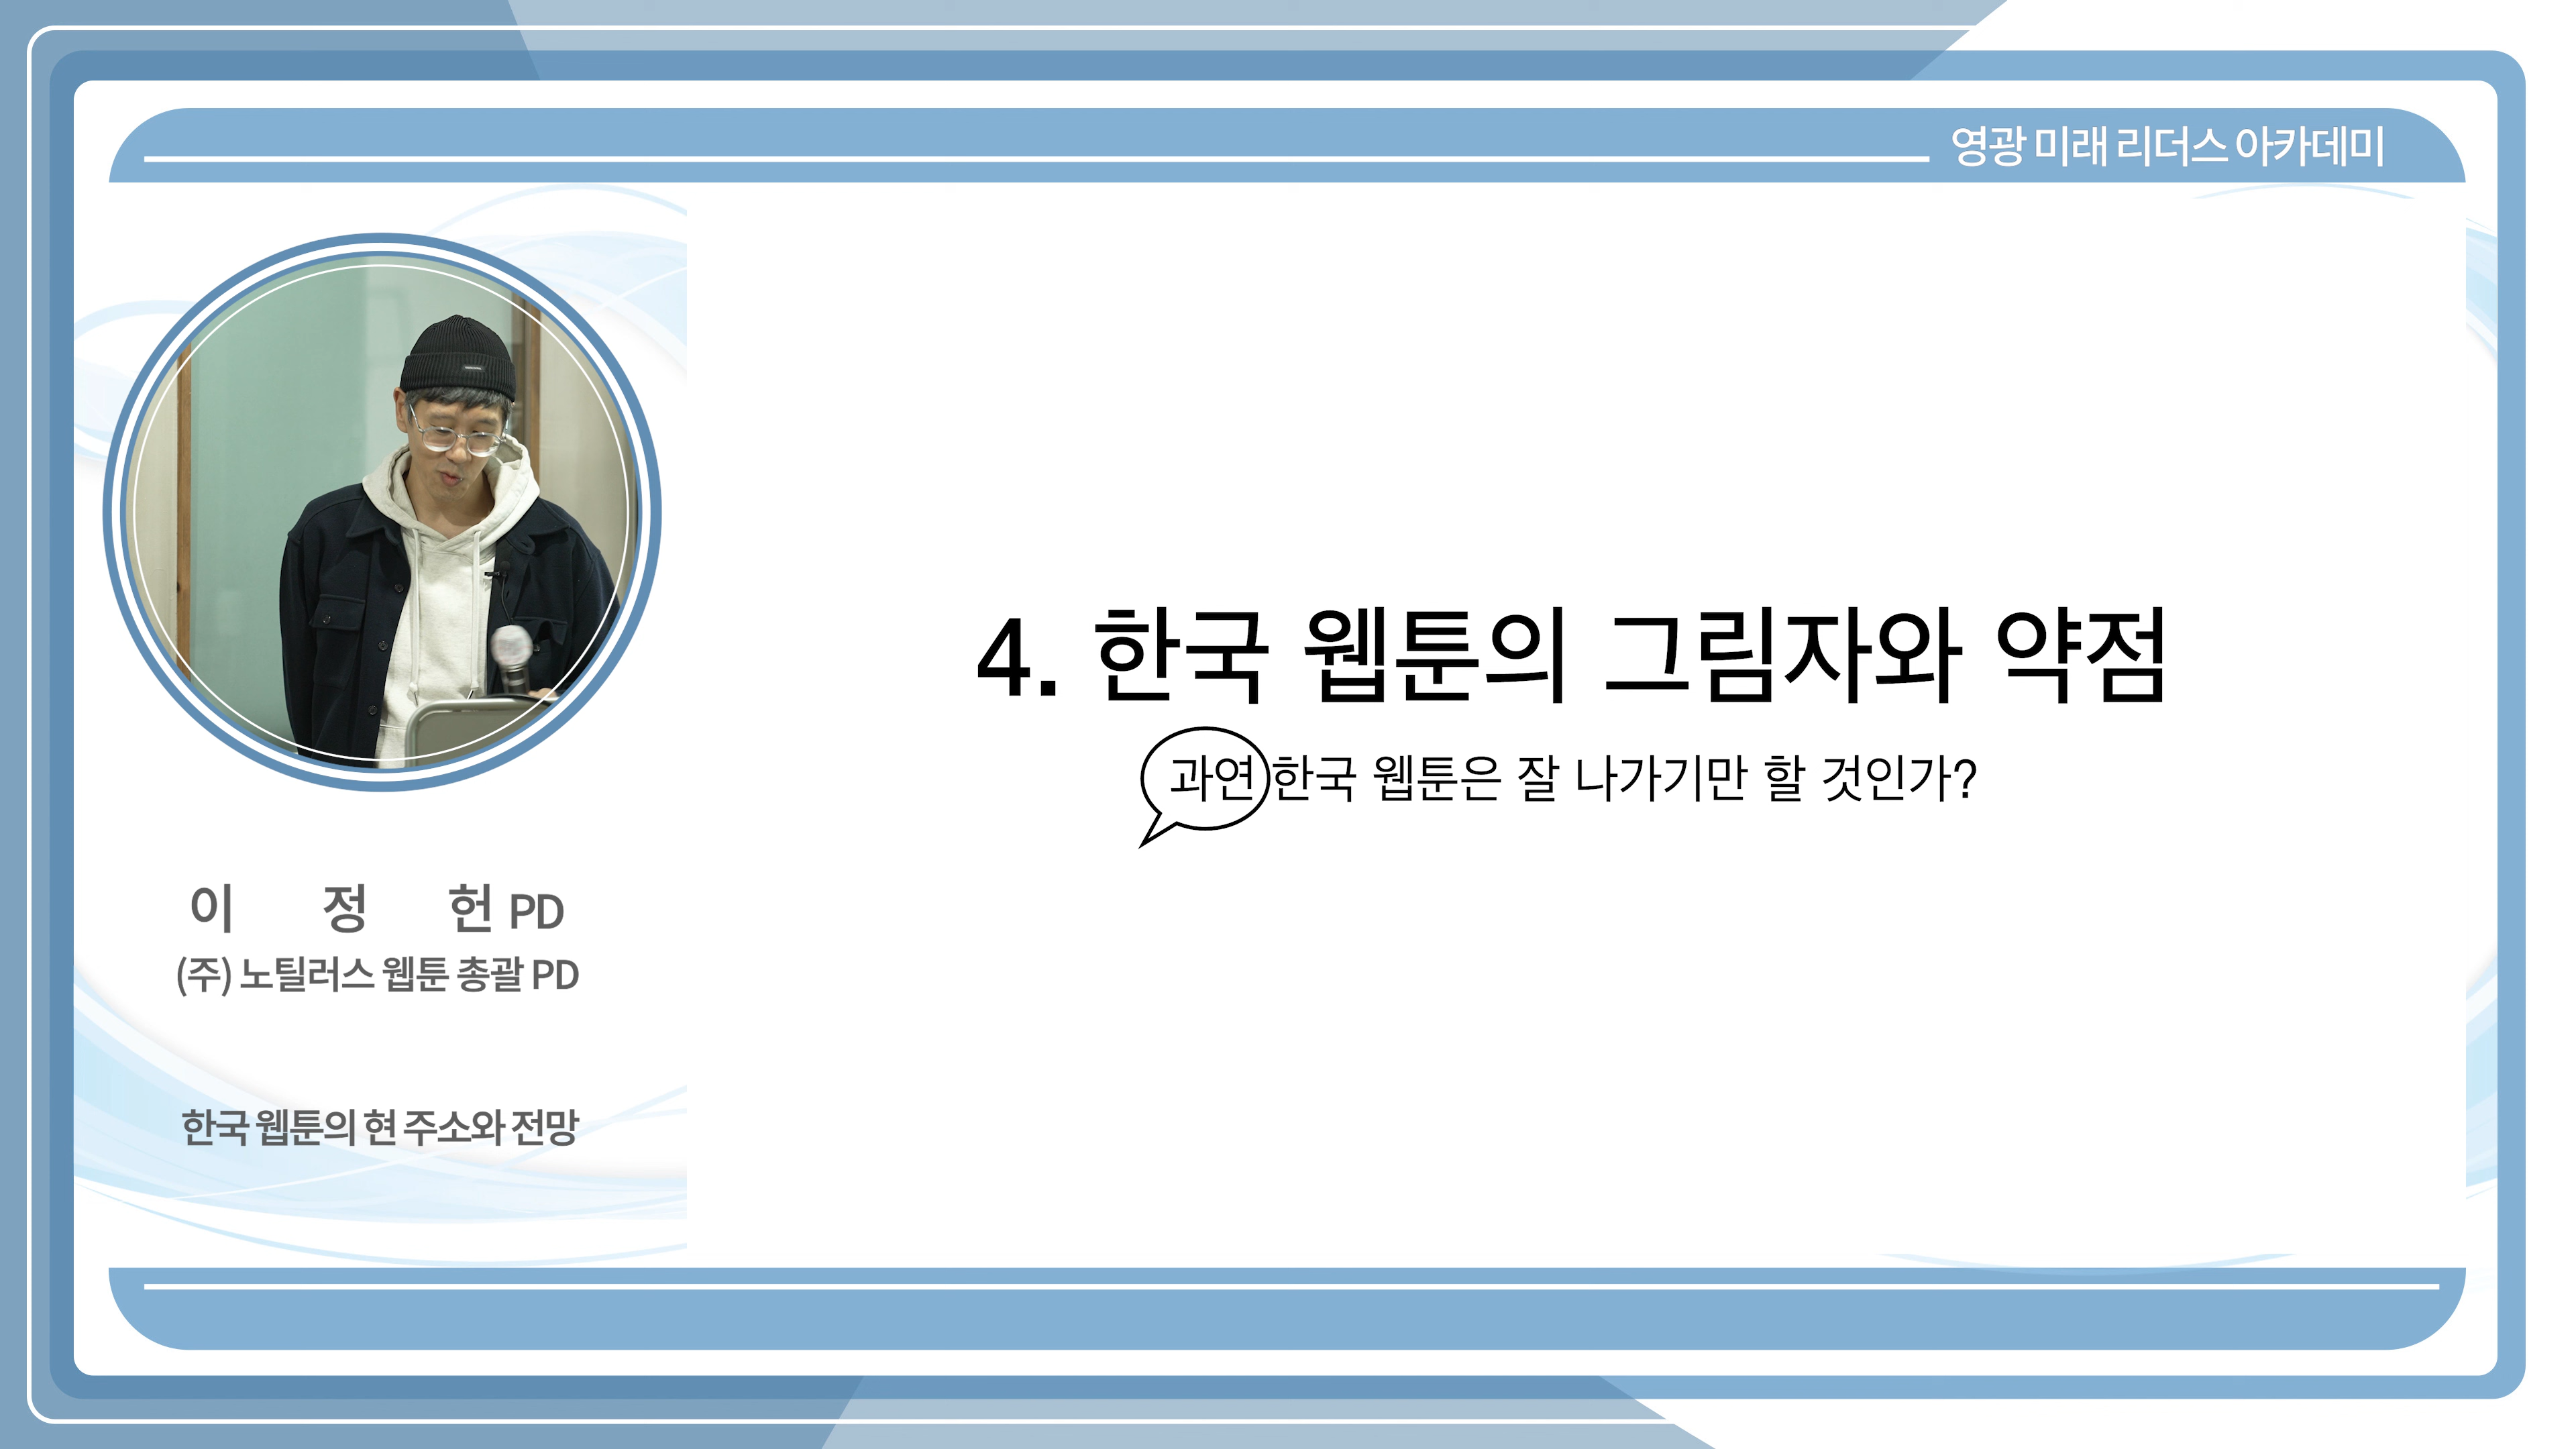 영광 미래 리더스 아카데미
이 정 헌 PD
(주) 노틸러스 웹툰 총괄 PD
한국 웹툰의 현 주소와 전망
4. 한국 웹툰의 그림자와 약점
과연 한국 웹툰은 잘 나가기만 할 것인가?